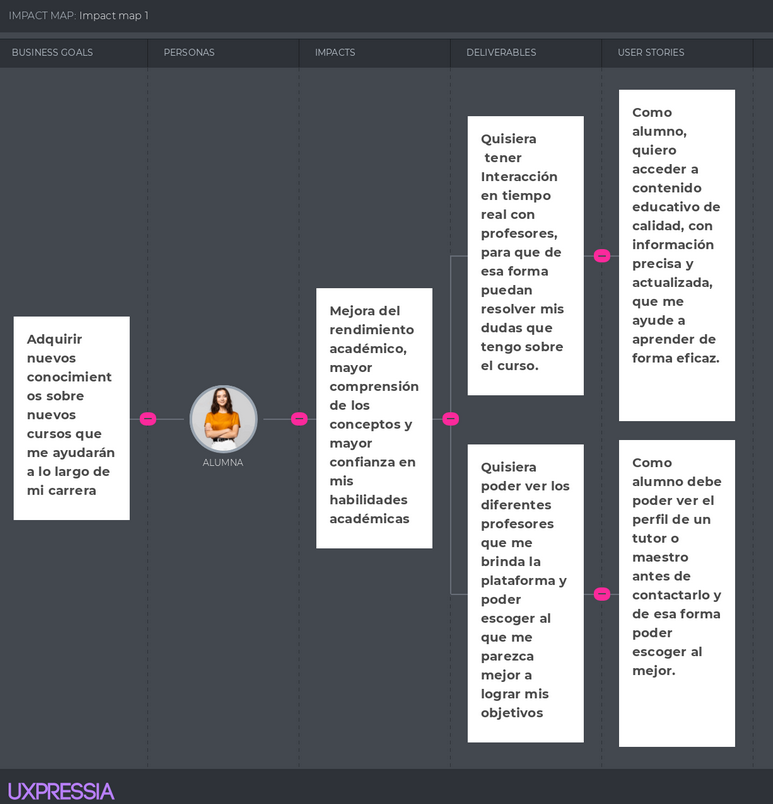 IMPACT MAP: Impact map 1
BUSINESS GOALS
PERSONAS
IMPACTS
DELIVERABLES
USER STORIES
Adquirir
nuevos
conocimient
os sobre
nuevos
cursos que
me ayudarán
a lo largo de
mi carrera
ALUMNA
Mejora del
rendimiento
académico,
mayor
comprensión
de los
conceptos y
mayor
confianza en
mis
habilidades
académicas
Quisiera
tener
Interacción
en tiempo
real con
profesores,
para que de
esa forma
puedan
resolver mis
dudas que
tengo sobre
el curso.
Como
alumno,
quiero
acceder a
contenido
educativo de
calidad, con
información
precisa y
actualizada,
que me
ayude a
aprender de
forma eficaz.
Quisiera
poder ver los
diferentes
profesores
que me
brinda la
plataforma y
poder
escoger al
que me
parezca
mejor a
lograr mis
objetivos
Como
alumno debe
poder ver el
perfil de un
tutor o
maestro
antes de
contactarlo y
de esa forma
poder
escoger al
mejor.
UXPRESSIA